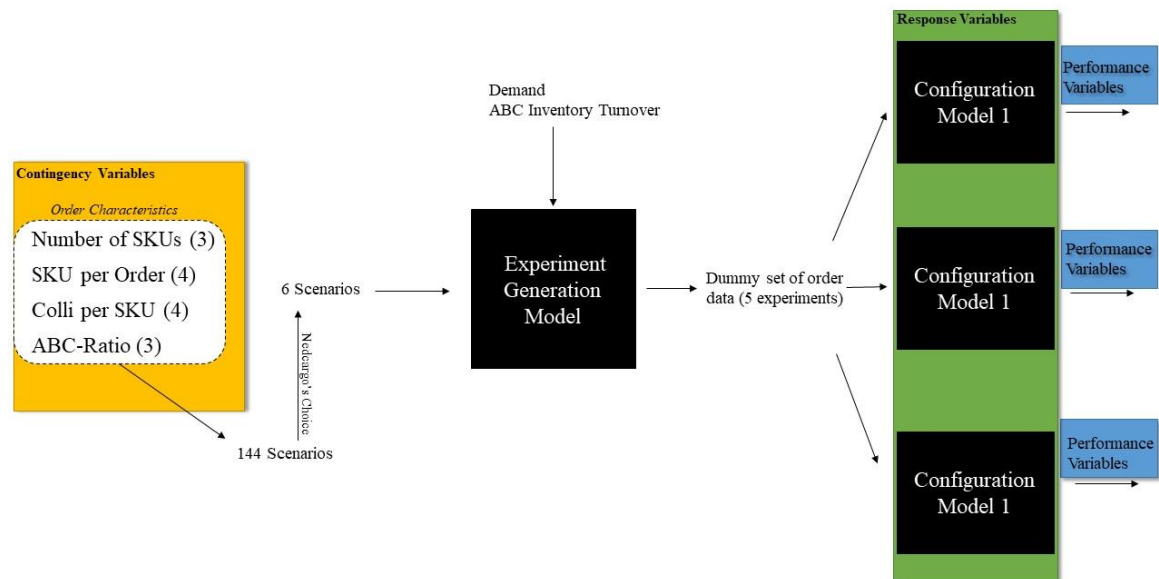 Contingency Variables
Order Characteristics
Number of SKUs (3)
SKU per Order (4)
Colli per SKU (4)
ABC-Ratio (3)
144 Scenarios
Nedcargo's Choice
6 Scenarios
Demand
ABC Inventory Turnover
Experiment
Generation
Model
Dummy set of order
data (5 experiments)
Response Variables
Configuration
Model 1
Performance
Variables
Configuration
Model 1
Performance
Variables
Configuration
Model 1
Performance
Variables